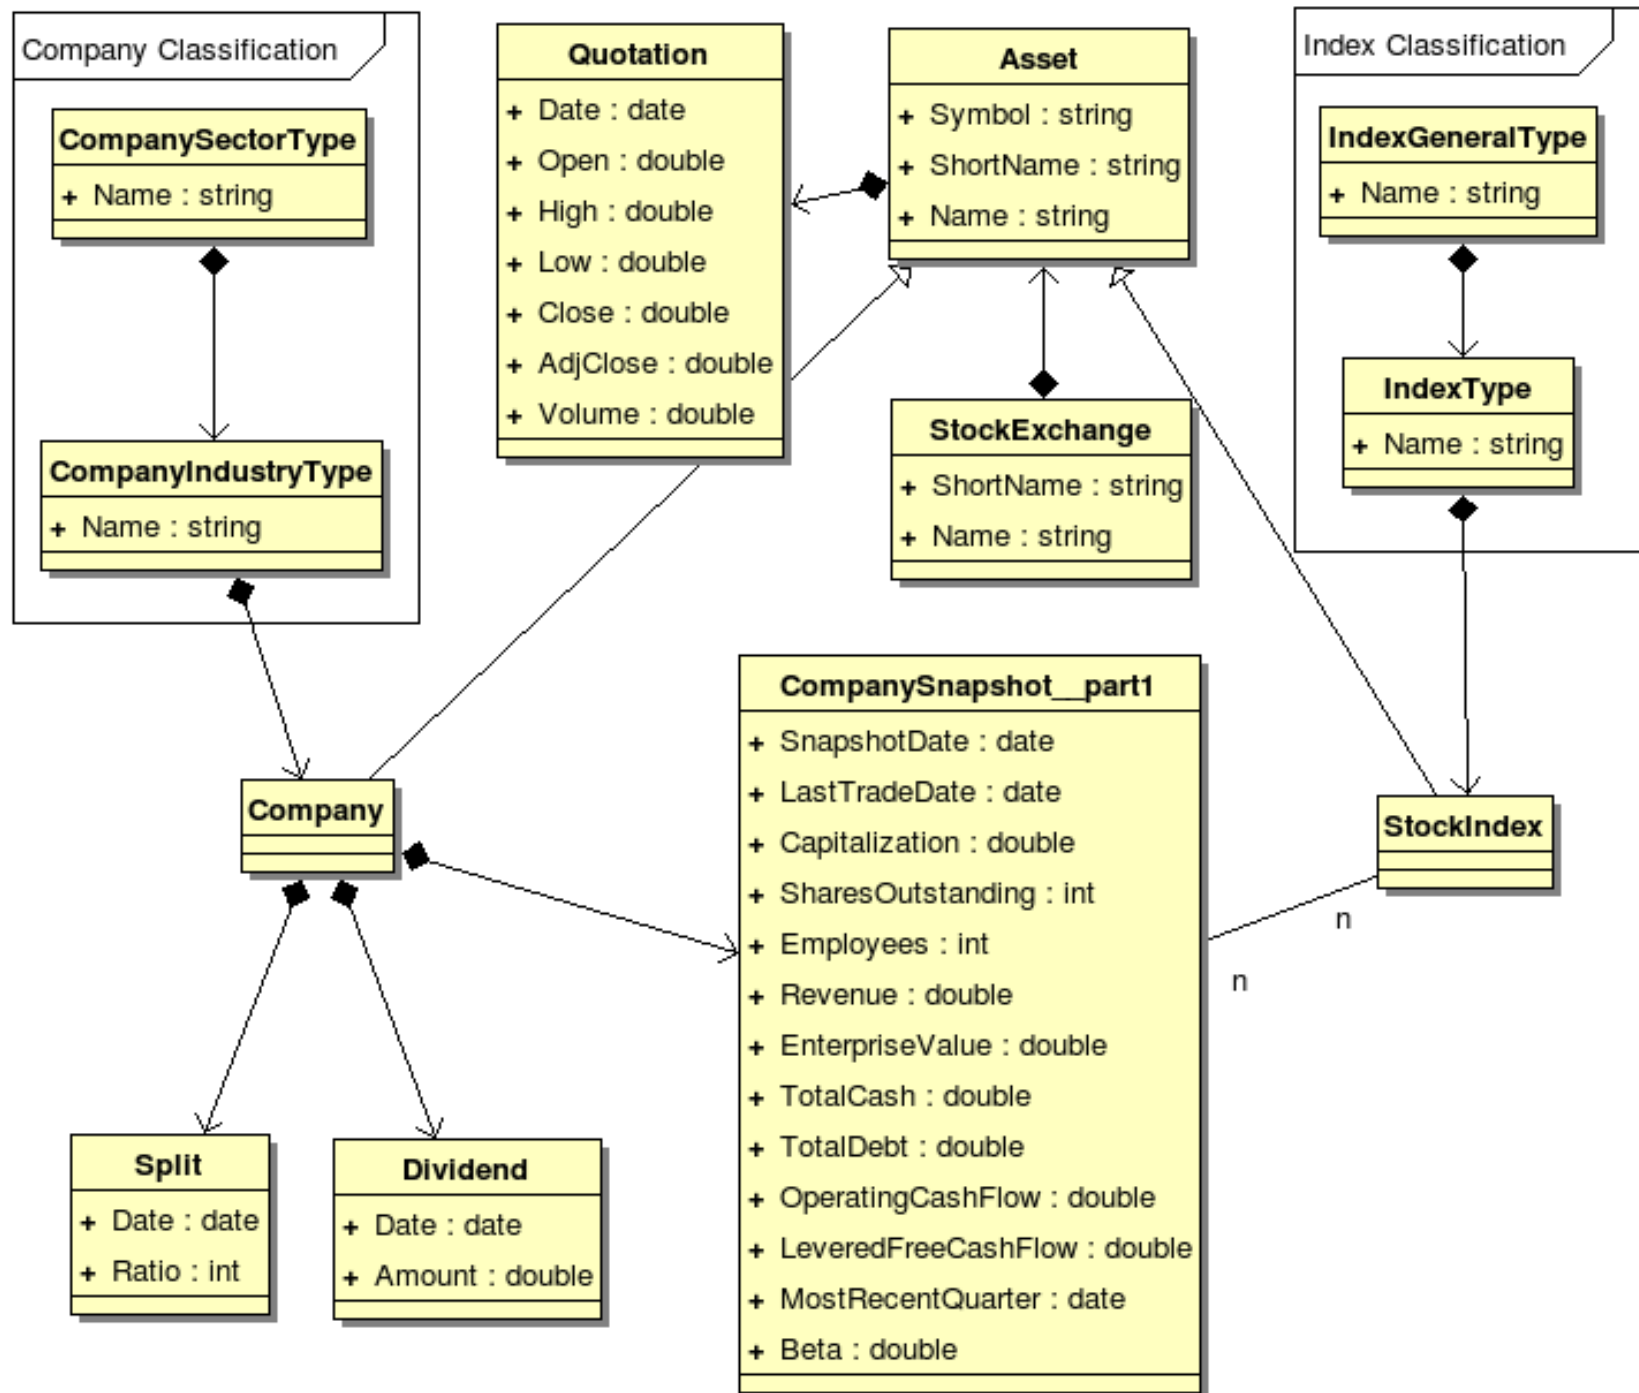 Company Classification
CompanySectorType
+ Name : string
CompanyIndustryType
+ Name : string
Quotation
+ Date : date
+ Open : double
+ High : double
+ Low : double
+ Close : double
+ AdjClose : double
+ Volume : double
Asset
+ Symbol : string
+ ShortName : string
+ Name : string
StockExchange
+ ShortName : string
+ Name : string
Index Classification
IndexGeneralType
+ Name : string
IndexType
+ Name : string
Company
CompanySnapshot__part1
+ SnapshotDate : date
+ LastTradeDate : date
+ Capitalization : double
+ SharesOutstanding : int
+ Employees : int
+ Revenue : double
+ EnterpriseValue : double
+ TotalCash : double
+ TotalDebt : double
+ OperatingCashFlow : double
+ LeveredFreeCashFlow : double
+ MostRecentQuarter : date
+ Beta : double
StockIndex
n
n
Split
+ Date : date
+ Ratio : int
Dividend
+ Date : date
+ Amount : double